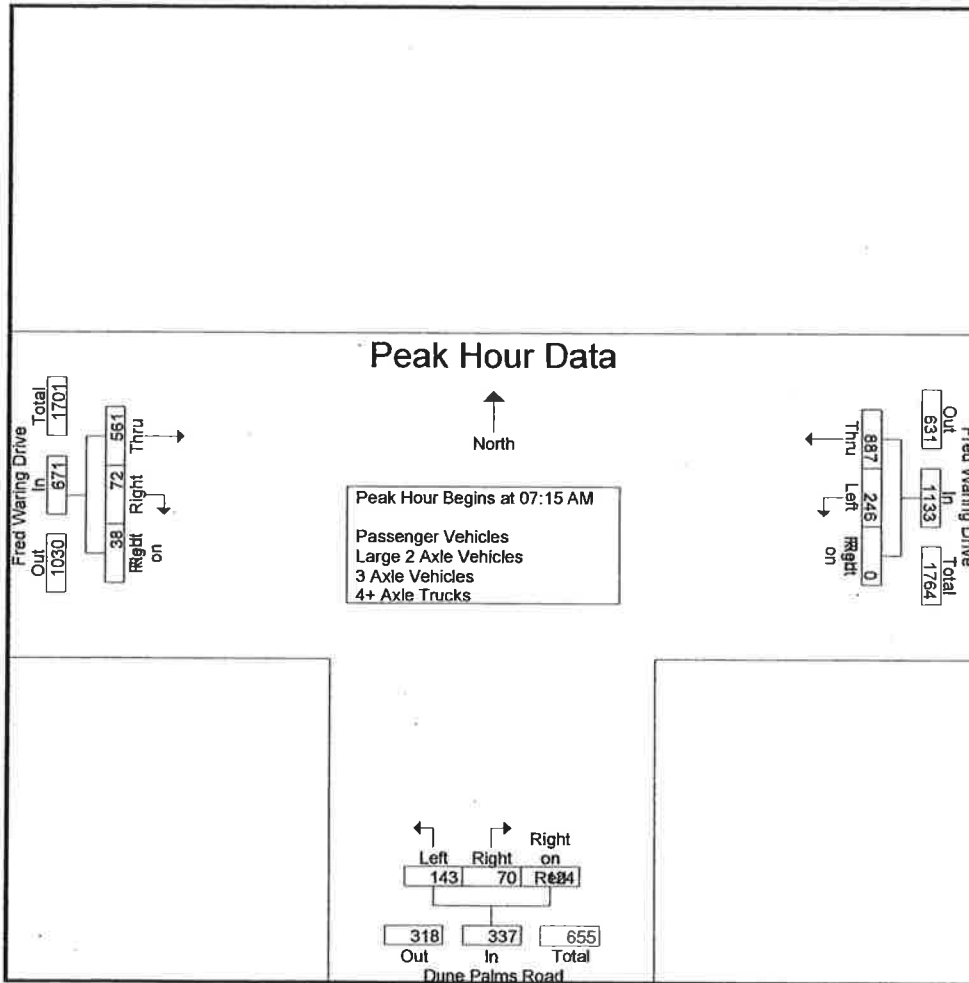 Peak Hour Data
North
Peak Hour Begins at 07:15 AM
Passenger Vehicles
Large 2 Axle Vehicles
3 Axle Vehicles
4+ Axle Trucks
Fred Waring Drive
Total 1701
In 671
Out 1030
561 Thru
72 Right
38 on
Fred Waring Drive
Out 631
In 1133
Total 1764
887 Thru
246 Left
0 on
Left Right Right on
143 70
318 337 655
Out In Total
Dune Palms Road